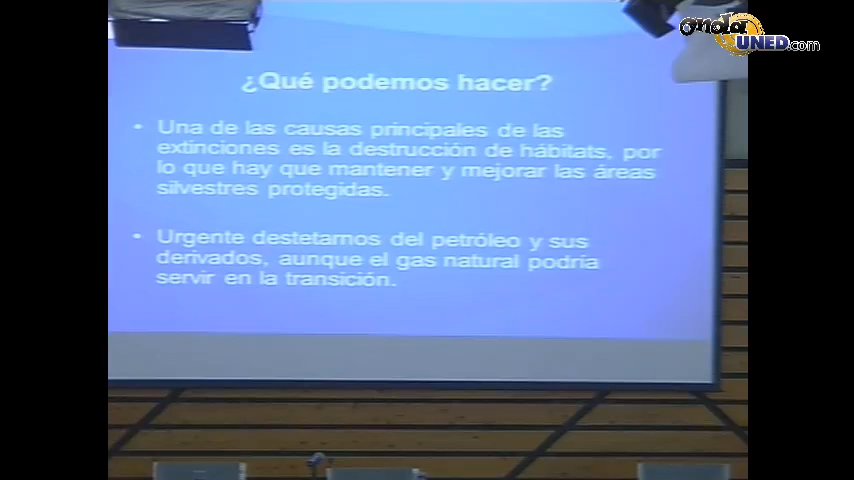 onda
UNED.com
¿Qué podemos hacer?
• Una de las causas principales de las
extinciones es la destrucción de hábitats, por
lo que hay que mantener y mejorar las áreas
silvestres protegidas.
• Urgente destetarnos del petróleo y sus
derivados, aunque el gas natural podría
servir en la transición.